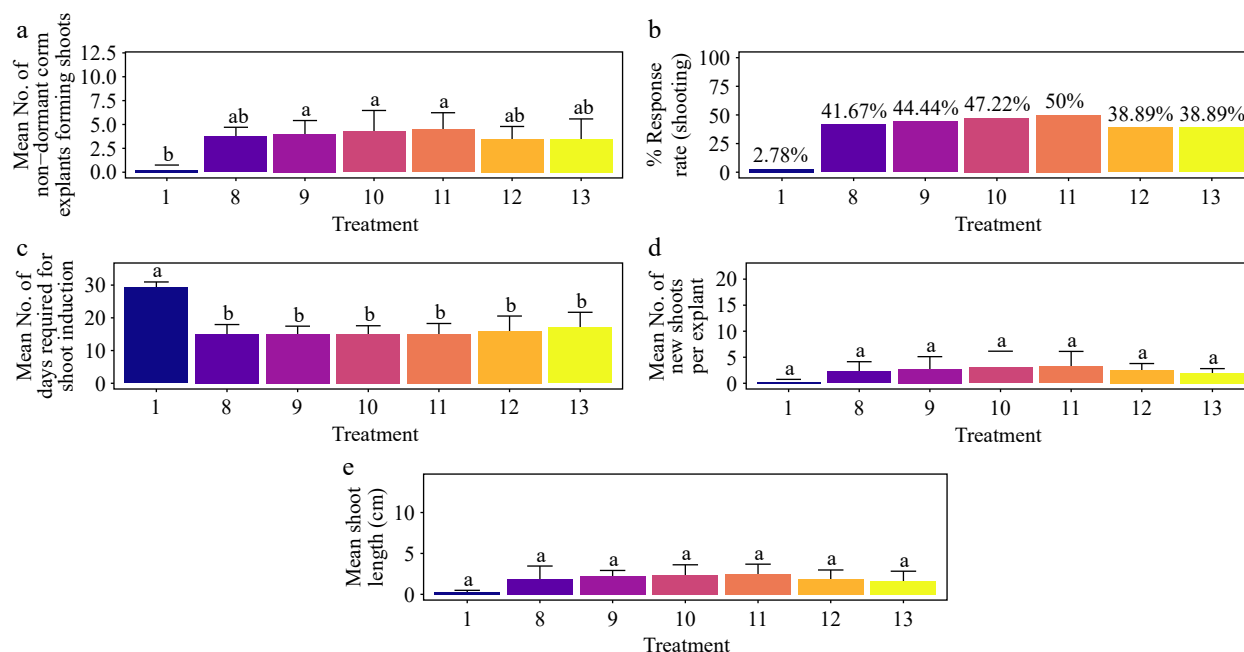 a
Mean No. of
non−dormant corm
explants forming shoots
12.5
10.0
7.5
5.0
2.5
0.0
b
ab
a
a
a
ab
ab
1 8 9 10 11 12 13
Treatment
b
% Response
rate (shooting)
100
75
50
25
0
2.78%
41.67%
44.44%
47.22%
50%
38.89%
38.89%
1 8 9 10 11 12 13
Treatment
c
Mean No. of
days required for
shoot induction
30
20
10
0
a
b
b
b
b
b
b
1 8 9 10 11 12 13
Treatment
d
Mean No. of
new shoots
per explant
20
15
10
5
0
a
a
a
a
a
a
a
1 8 9 10 11 12 13
Treatment
e
Mean shoot
length (cm)
10
5
0
a
a
a
a
a
a
a
1 8 9 10 11 12 13
Treatment